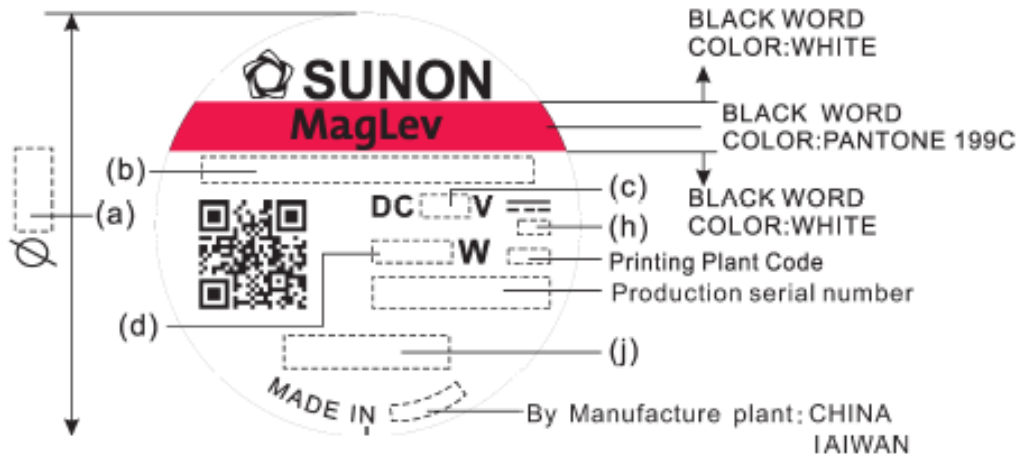 BLACK WORD
COLOR:WHITE
SUNON
MagLev
BLACK WORD
COLOR:PANTONE 199C
(b)
(c)
(a)
DC V
BLACK WORD
COLOR:WHITE
(h)
Ø
W
Printing Plant Code
Production serial number
(d)
(j)
MADE IN
By Manufacture plant: CHINA
IAIWAN